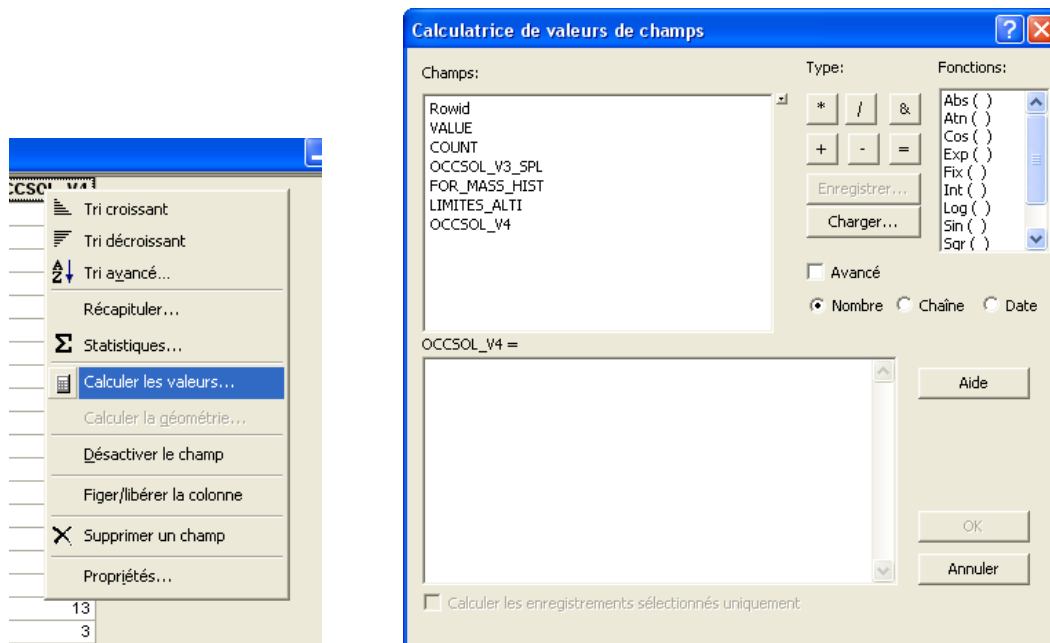 CCSOL_V4
Tri croissant
Tri décroissant
Tri avancé...
Récapituler...
Statistiques...
Calculer les valeurs...
Calculer la géométrie...
Désactiver le champ
Figer/libérer la colonne
Supprimer un champ
Propriétés...
13
3
Calculatrice de valeurs de champs
Champs:
Rowid
VALUE
COUNT
OCCSOL_V3_SPL
FOR_MASS_HIST
LIMITES_ALTI
OCCSOL_V4
Type:
* / &
+ - =
Enregistrer...
Charger...
Fonctions:
Abs ( )
Atn ( )
Cos ( )
Exp ( )
Fix ( )
Int ( )
Log ( )
Sin ( )
Sqr ( )
Avancé
Nombre Chaîne Date
OCCSOL_V4 =
Aide
OK
Annuler
Calculer les enregistrements sélectionnés uniquement